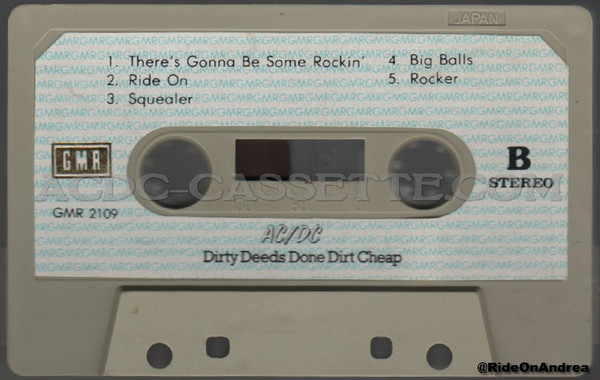 JAPAN
1. There's Gonna Be Some Rockin'
2. Ride On
3. Squealer
4. Big Balls
5. Rocker
GMR
GMR 2109
B
STEREO
ACDC-CASSETTE.COM
AC/DC
Dirty Deeds Done Dirt Cheap
@RideOnAndrea